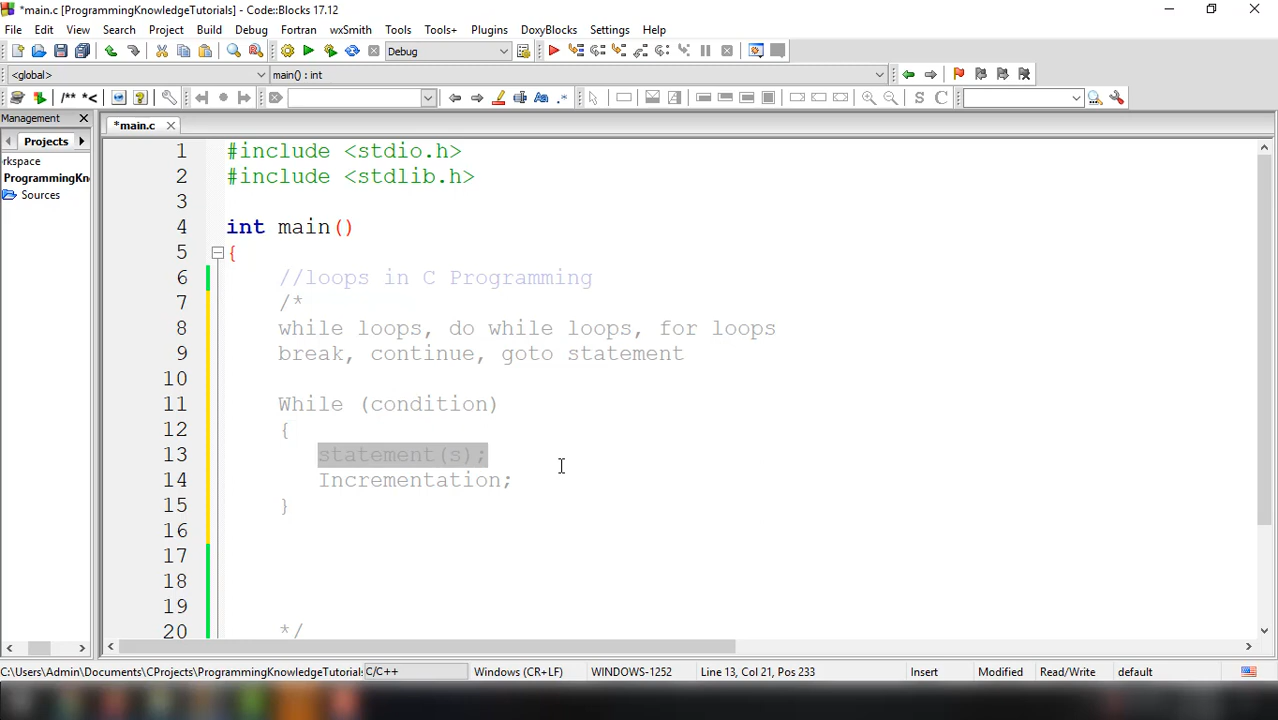 *main.c [ProgrammingKnowledgeTutorials] - Code::Blocks 17.12
File Edit View Search Project Build Debug Fortran wxSmith Tools Tools+ Plugins DoxyBlocks Settings Help
Debug
<global> main() : int
/** *< S C
Management *main.c
Projects
rkspace
ProgrammingKn
Sources
1 #include <stdio.h>
2 #include <stdlib.h>
3
4 int main()
5 {
6 //loops in C Programming
7 /*
8 while loops, do while loops, for loops
9 break, continue, goto statement
10
11 While (condition)
12 {
13 statement(s);
14 Incrementation;
15 }
16
17
18
19
20 */
C:\Users\Admin\Documents\CProjects\ProgrammingKnowledgeTutorials C/C++ Windows (CR+LF) WINDOWS-1252 Line 13, Col 21, Pos 233 Insert Modified Read/Write default